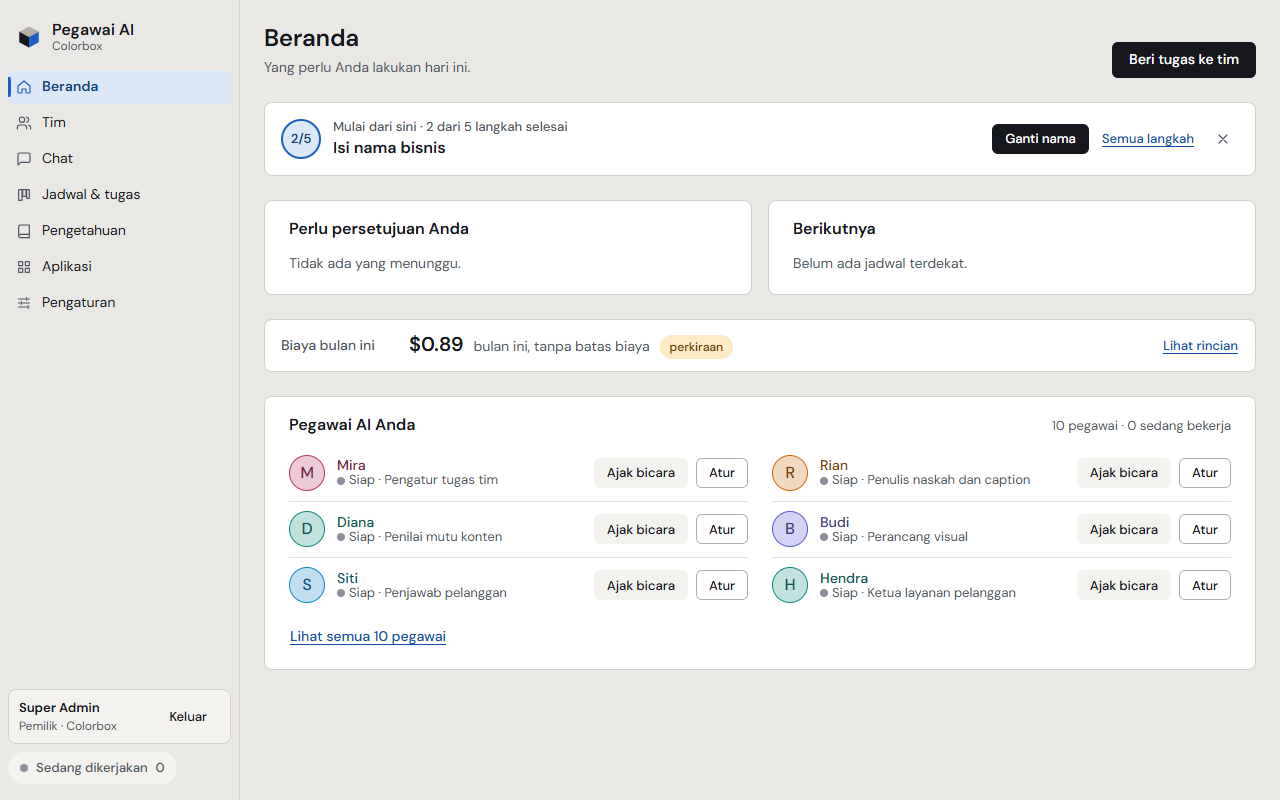 Pegawai AI
Colorbox
Beranda
Tim
Chat
Jadwal & tugas
Pengetahuan
Aplikasi
Pengaturan
Super Admin
Pemilik · Colorbox
Keluar
Sedang dikerjakan 0
Beranda
Yang perlu Anda lakukan hari ini.
Beri tugas ke tim
2/5
Mulai dari sini · 2 dari 5 langkah selesai
Isi nama bisnis
Ganti nama
Semua langkah
Perlu persetujuan Anda
Tidak ada yang menunggu.
Berikutnya
Belum ada jadwal terdekat.
Biaya bulan ini
$0.89 bulan ini, tanpa batas biaya
perkiraan
Lihat rincian
Pegawai AI Anda
10 pegawai · 0 sedang bekerja
M
Mira
Siap · Pengatur tugas tim
Ajak bicara
Atur
R
Rian
Siap · Penulis naskah dan caption
Ajak bicara
Atur
D
Diana
Siap · Penilai mutu konten
Ajak bicara
Atur
B
Budi
Siap · Perancang visual
Ajak bicara
Atur
S
Siti
Siap · Penjawab pelanggan
Ajak bicara
Atur
H
Hendra
Siap · Ketua layanan pelanggan
Ajak bicara
Atur
Lihat semua 10 pegawai